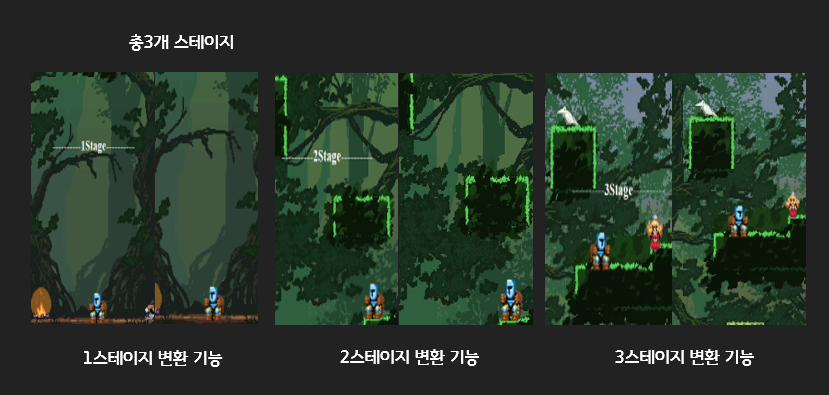 총3개 스테이지
----------1Stage----------
----------2Stage----------
----------3Stage----------
1스테이지 변환 기능
2스테이지 변환 기능
3스테이지 변환 기능